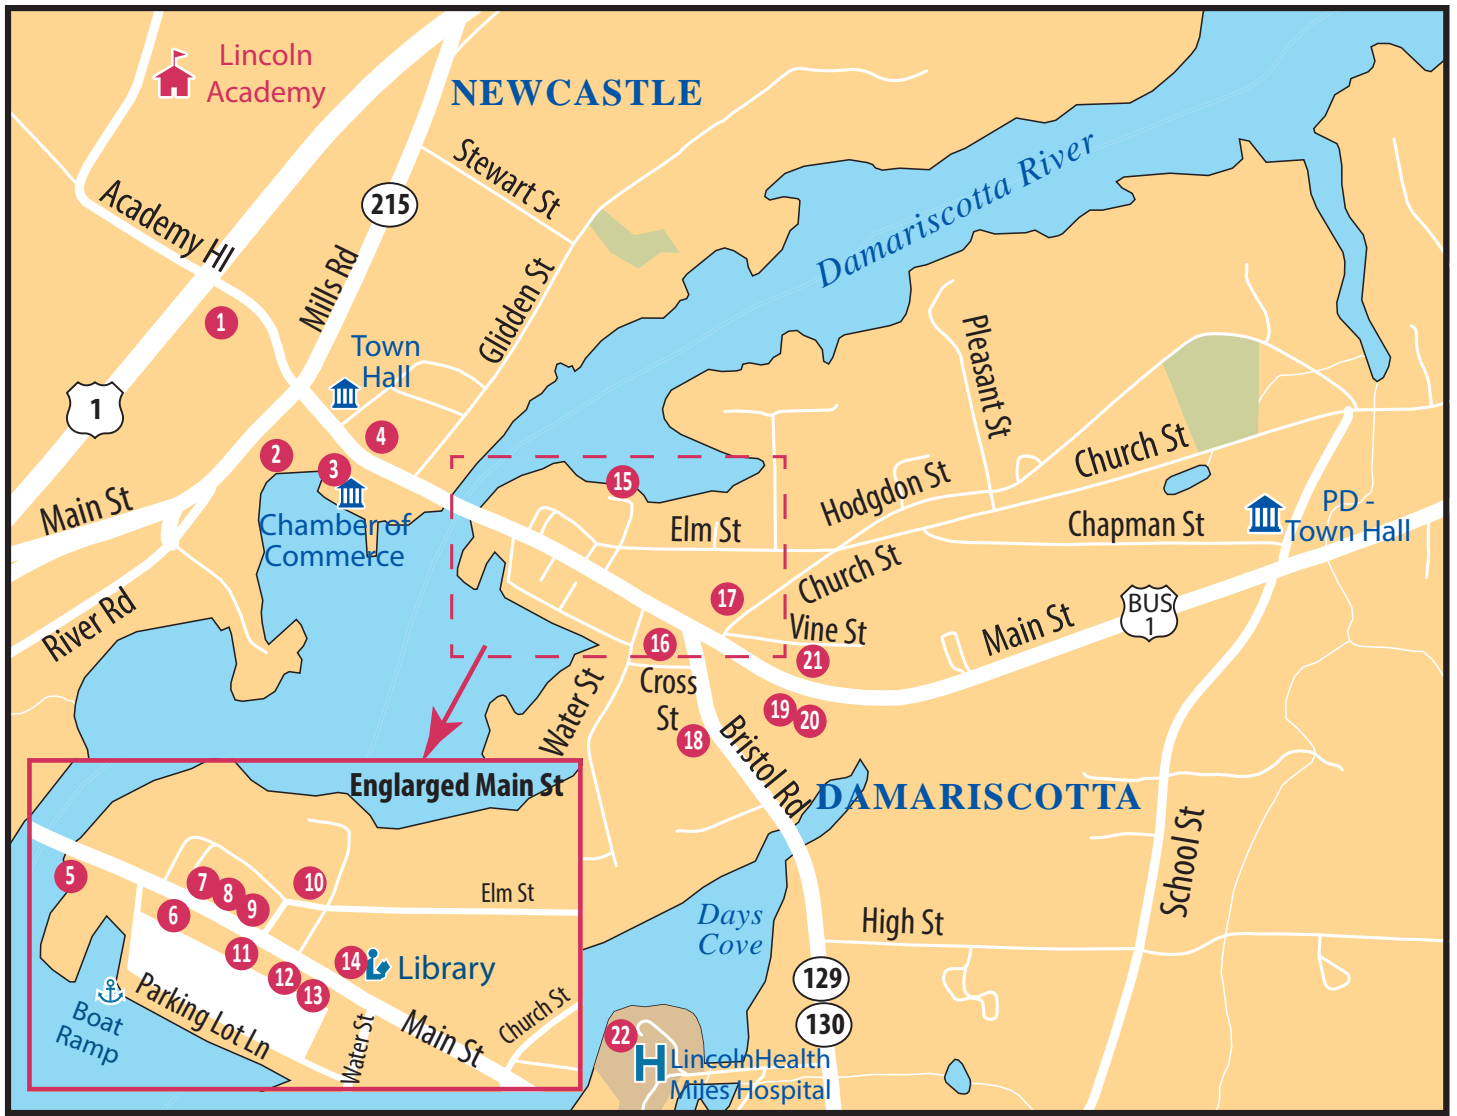 Lincoln
Academy
NEWCASTLE
Stewart St
215
Academy Hl
Damariscotta River
Mills Rd
Glidden St
1
Town
Hall
1
Pleasant St
4
2
3
Main St
Chamber of
Commerce
15
Elm St
Hodgdon St
Church St
Chapman St
PD -
Town Hall
River Rd
17
Church St
16
Vine St
21
Main St
BUS
1
Water St
Cross
St
18
19
20
Bristol Rd
DAMARISCOTTA
School St
High St
Days
Cove
129
130
22
H
LincolnHealth
Miles Hospital
Englarged Main St
5
7
8
9
10
6
Elm St
11
12
13
14
Library
Boat
Ramp
Parking Lot Ln
Water St
Main St
Church St